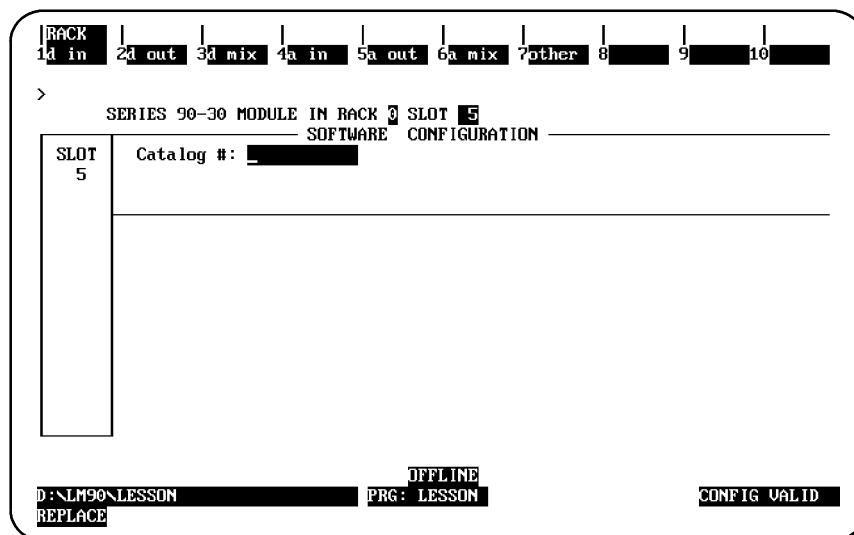 RACK
1d in 2d out 3d mix 4a in 5a out 6a mix 7other 8 9 10
>
SERIES 90-30 MODULE IN RACK 0 SLOT 5
SOFTWARE CONFIGURATION
SLOT Catalog #:
5
OFFLINE
D:\LM90\LESSON PRG: LESSON CONFIG VALID
REPLACE